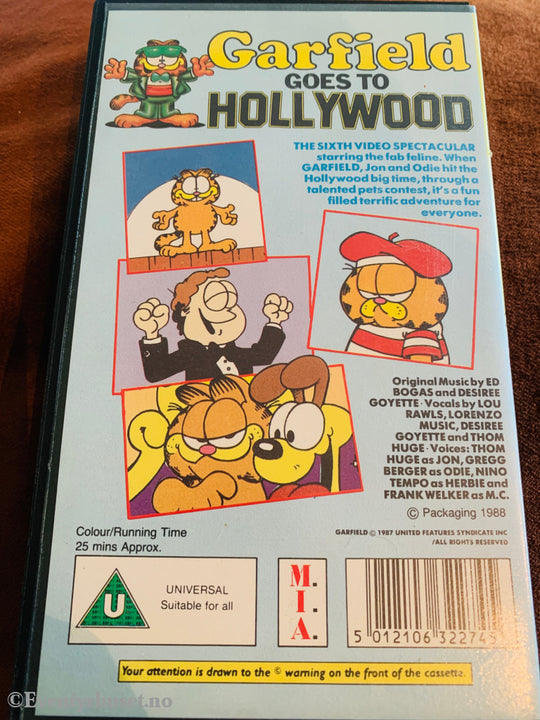 Garfield
GOES TO
HOLLYWOOD
THE SIXTH VIDEO SPECTACULAR
starring the fab feline. When
GARFIELD, Jon and Odie hit the
Hollywood big time, through a
talented pets contest, it's a fun
filled terrific adventure for
everyone.
Original Music by ED
BOGAS and DESIREE
GOYETTE · Vocals by LOU
RAWLS, LORENZO
MUSIC, DESIREE
GOYETTE and THOM
HUGE · Voices: THOM
HUGE as JON, GREGG
BERGER as ODIE, NINO
TEMPO as HERBIE and
FRANK WELKER as M.C.
© Packaging 1988
GARFIELD © 1987 UNITED FEATURES SYNDICATE INC
/ALL RIGHTS RESERVED
Colour/Running Time
25 mins Approx.
U
UNIVERSAL
Suitable for all
M.
I.
A.
5 012106 32274
Your attention is drawn to the © warning on the front of the cassette.